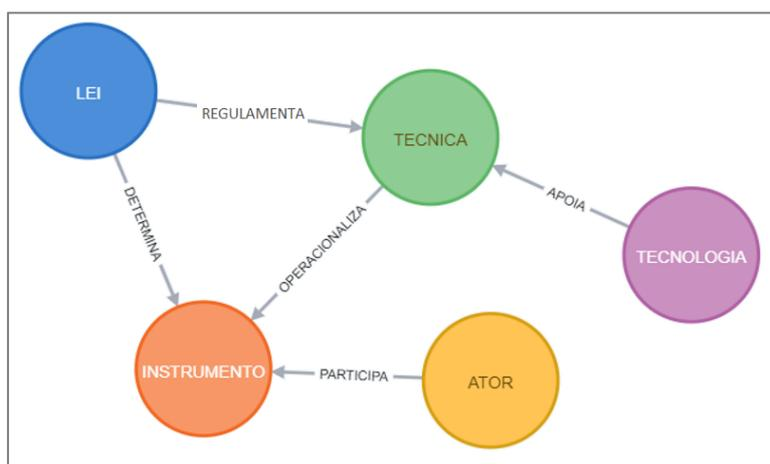 LEI
REGULAMENTA
TECNICA
DETERMINA
OPERACIONALIZA
APOIA
TECNOLOGIA
INSTRUMENTO
PARTICIPA
ATOR